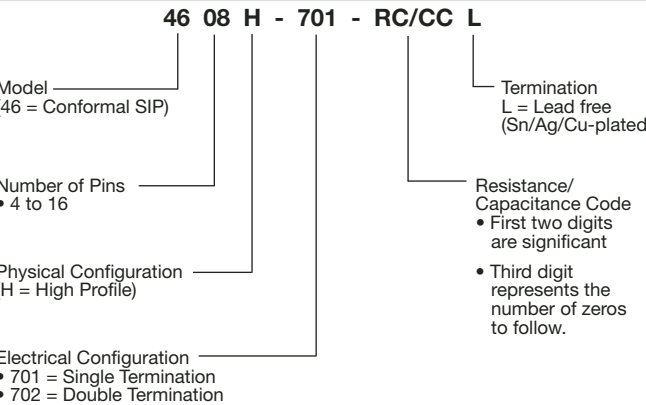 46 08 H - 701 - RC/CC L
Model
(46 = Conformal SIP)
Number of Pins
• 4 to 16
Physical Configuration
(H = High Profile)
Electrical Configuration
• 701 = Single Termination
• 702 = Double Termination
Termination
L = Lead free
(Sn/Ag/Cu-plated
Resistance/
Capacitance Code
• First two digits
are significant
• Third digit
represents the
number of zeros
to follow.